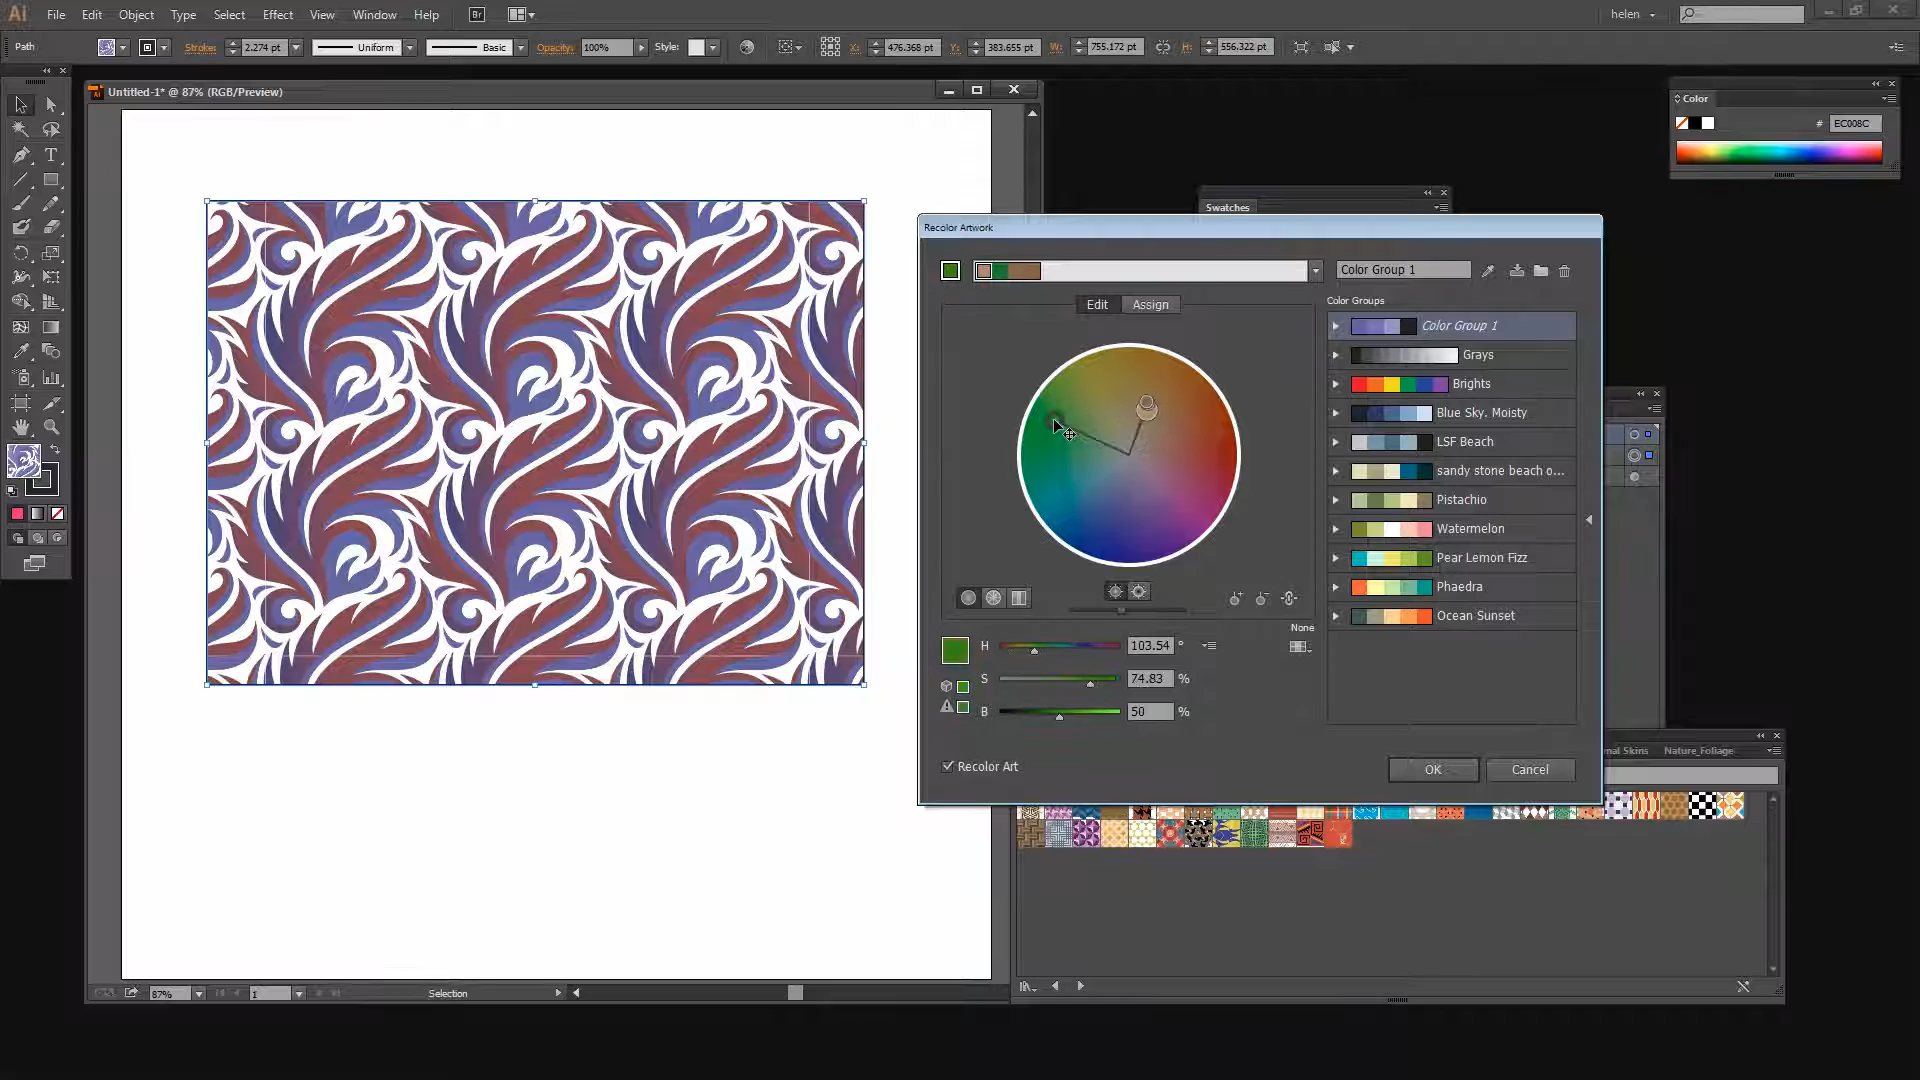 Ai File Edit Object Type Select Effect View Window Help Br helen
Path Stroke: 2.274 pt Uniform Basic Opacity: 100% Style: X: 476.368 pt Y: 383.655 pt W: 755.172 pt H: 556.322 pt
Untitled-1* @ 87% (RGB/Preview)
Color
# EC008C
Swatches
Recolor Artwork
Color Group 1
Edit Assign
Color Groups
Color Group 1
Grays
Brights
Blue Sky. Moisty
LSF Beach
sandy stone beach o...
Pistachio
Watermelon
Pear Lemon Fizz
Phaedra
Ocean Sunset
None
H 103.54 °
S 74.83 %
B 50 %
Recolor Art
OK Cancel
nal Skins Nature_Foliage
87% 1 Selection